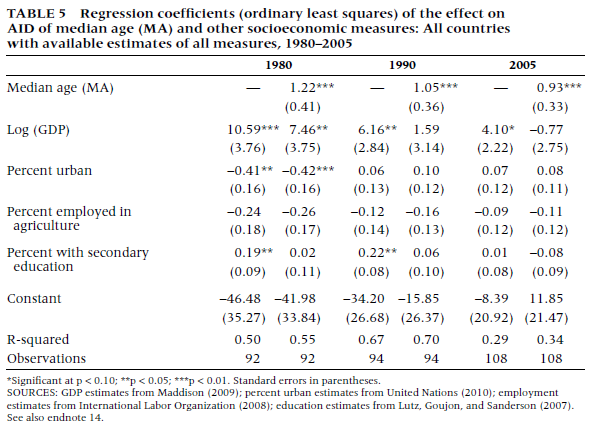 TABLE 5 Regression coefficients (ordinary least squares) of the effect on
AID of median age (MA) and other socioeconomic measures: All countries
with available estimates of all measures, 1980–2005
1980 1990 2005
Median age (MA) — 1.22*** — 1.05*** — 0.93***
(0.41) (0.36) (0.33)
Log (GDP) 10.59*** 7.46** 6.16** 1.59 4.10* –0.77
(3.76) (3.75) (2.84) (3.14) (2.22) (2.75)
Percent urban –0.41** –0.42*** 0.06 0.10 0.07 0.08
(0.16) (0.16) (0.13) (0.12) (0.12) (0.11)
Percent employed in –0.24 –0.26 –0.12 –0.16 –0.09 –0.11
agriculture (0.18) (0.17) (0.14) (0.13) (0.12) (0.12)
Percent with secondary 0.19** 0.02 0.22** 0.06 0.01 –0.08
education (0.09) (0.11) (0.08) (0.10) (0.08) (0.09)
Constant –46.48 –41.98 –34.20 –15.85 –8.39 11.85
(35.27) (33.84) (26.68) (26.37) (20.92) (21.47)
R-squared 0.50 0.55 0.67 0.70 0.29 0.34
Observations 92 92 94 94 108 108
*Significant at p < 0.10; **p < 0.05; ***p < 0.01. Standard errors in parentheses.
SOURCES: GDP estimates from Maddison (2009); percent urban estimates from United Nations (2010); employment
estimates from International Labor Organization (2008); education estimates from Lutz, Goujon, and Sanderson (2007).
See also endnote 14.